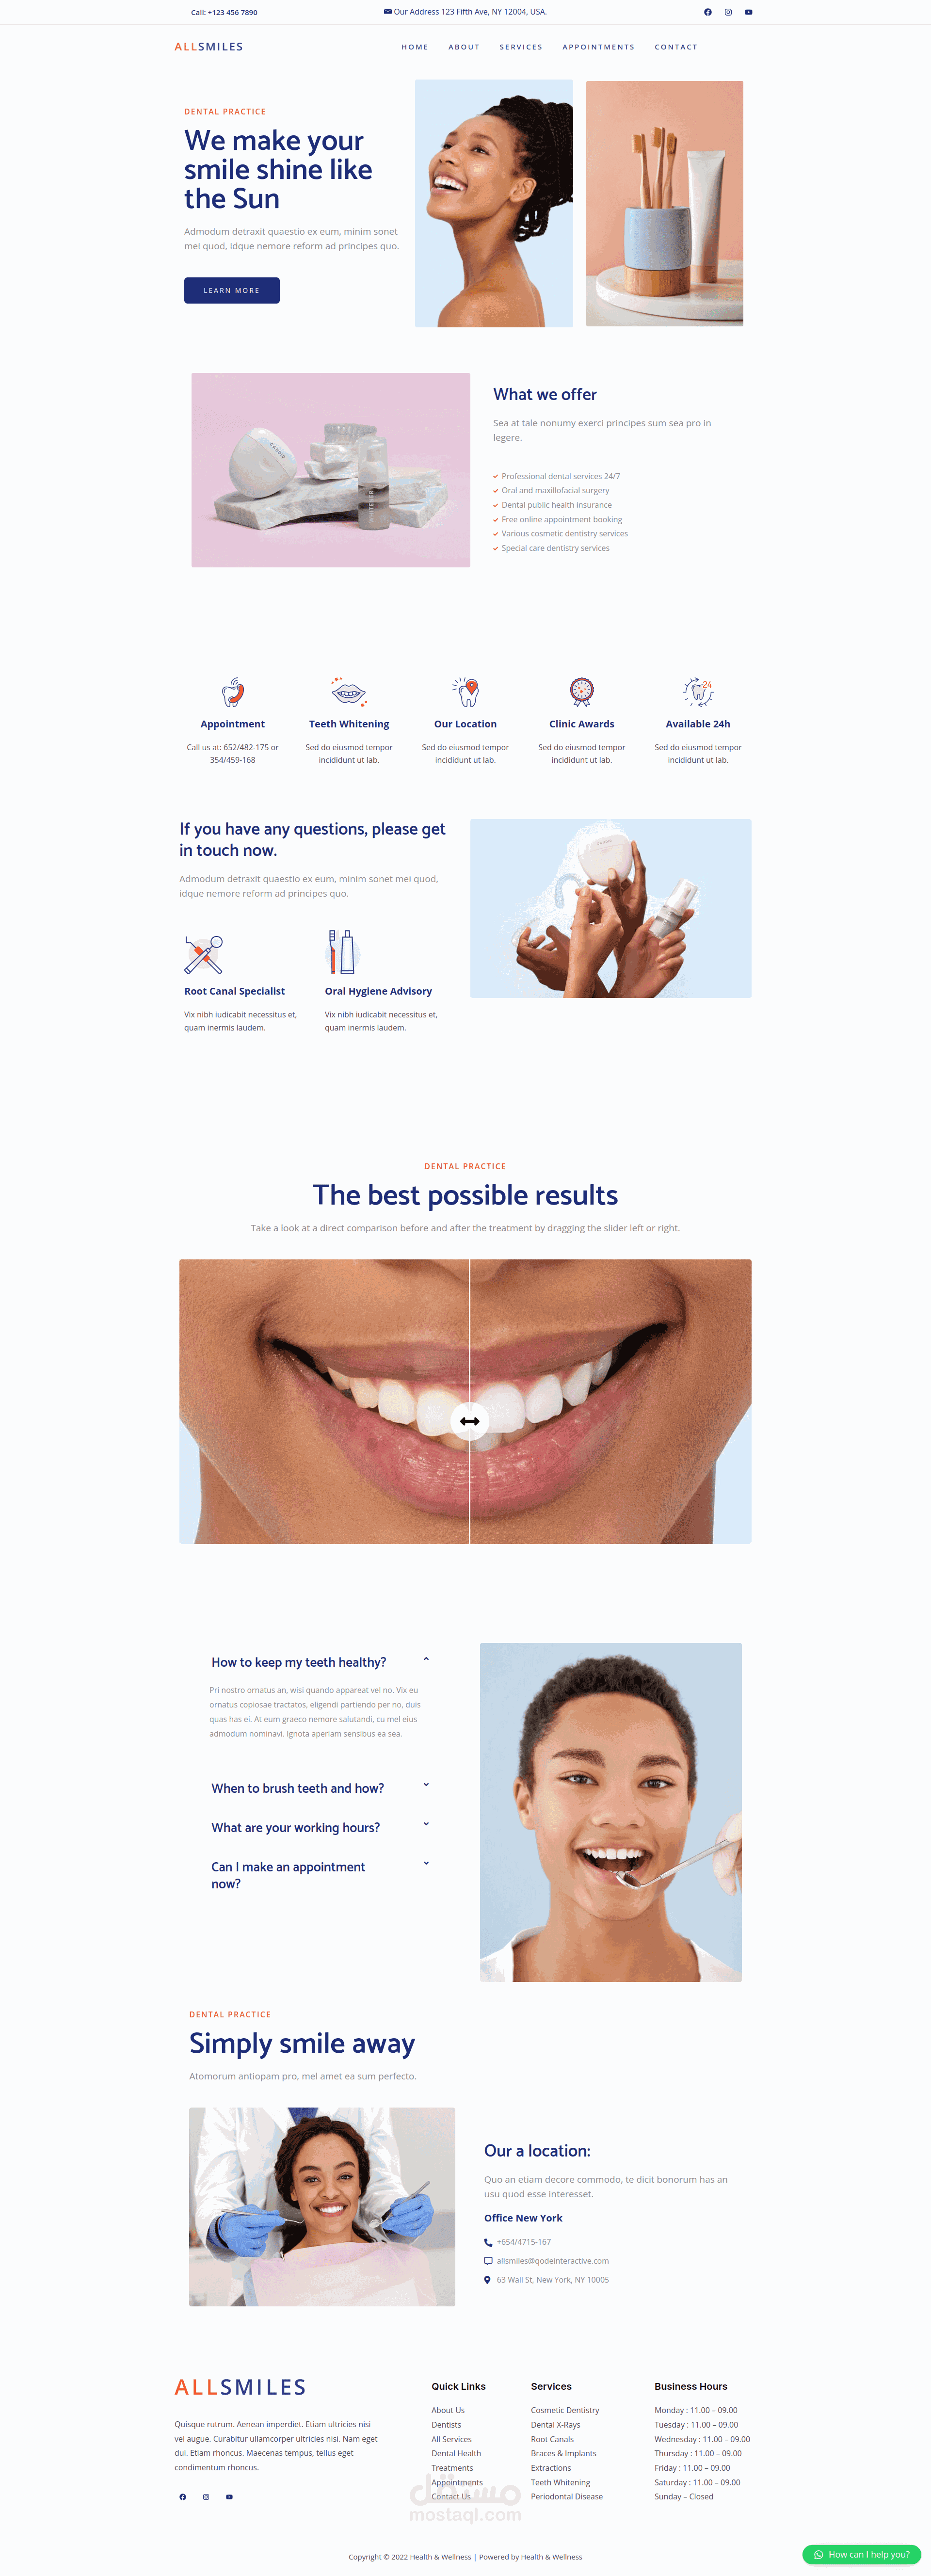 Call: +123 456 7890
Our Address 123 Fifth Ave, NY 12004, USA.
ALLSMILES
HOME ABOUT SERVICES APPOINTMENTS CONTACT
DENTAL PRACTICE
We make your
smile shine like
the Sun
Admodum detraxit quaestio ex eum, minim sonet
mei quod, idque nemore reform ad principes quo.
LEARN MORE
What we offer
Sea at tale nonumy exerci principes sum sea pro in
legere.
Professional dental services 24/7
Oral and maxillofacial surgery
Dental public health insurance
Free online appointment booking
Various cosmetic dentistry services
Special care dentistry services
24
Appointment
Call us at: 652/482-175 or
354/459-168
Teeth Whitening
Sed do eiusmod tempor
incididunt ut lab.
Our Location
Sed do eiusmod tempor
incididunt ut lab.
Clinic Awards
Sed do eiusmod tempor
incididunt ut lab.
Available 24h
Sed do eiusmod tempor
incididunt ut lab.
If you have any questions, please get
in touch now.
Admodum detraxit quaestio ex eum, minim sonet mei quod,
idque nemore reform ad principes quo.
Root Canal Specialist
Vix nibh iudicabit necessitus et,
quam inermis laudem.
Oral Hygiene Advisory
Vix nibh iudicabit necessitus et,
quam inermis laudem.
DENTAL PRACTICE
The best possible results
Take a look at a direct comparison before and after the treatment by dragging the slider left or right.
How to keep my teeth healthy?
Pri nostro ornatus an, wisi quando appareat vel no. Vix eu
ornatus copiosae tractatos, eligendi partiendo per no, duis
quas has ei. At eum graeco nemore salutandi, cu mel eius
admodum nominavi. Ignota aperiam sensibus ea sea.
When to brush teeth and how?
What are your working hours?
Can I make an appointment
now?
DENTAL PRACTICE
Simply smile away
Atomorum antiopam pro, mel amet ea sum perfecto.
Our a location:
Quo an etiam decore commodo, te dicit bonorum has an
usu quod esse interesset.
Office New York
+654/4715-167
allsmiles@qodeinteractive.com
63 Wall St, New York, NY 10005
ALLSMILES
Quisque rutrum. Aenean imperdiet. Etiam ultricies nisi
vel augue. Curabitur ullamcorper ultricies nisi. Nam eget
dui. Etiam rhoncus. Maecenas tempus, tellus eget
condimentum rhoncus.
Quick Links
About Us
Dentists
All Services
Dental Health
Treatments
Appointments
Contact Us
Services
Cosmetic Dentistry
Dental X-Rays
Root Canals
Braces & Implants
Extractions
Teeth Whitening
Periodontal Disease
Business Hours
Monday : 11.00 – 09.00
Tuesday : 11.00 – 09.00
Wednesday : 11.00 – 09.00
Thursday : 11.00 – 09.00
Friday : 11.00 – 09.00
Saturday : 11.00 – 09.00
Sunday – Closed
مستقل
mostaql.com
Copyright © 2022 Health & Wellness | Powered by Health & Wellness
How can I help you?